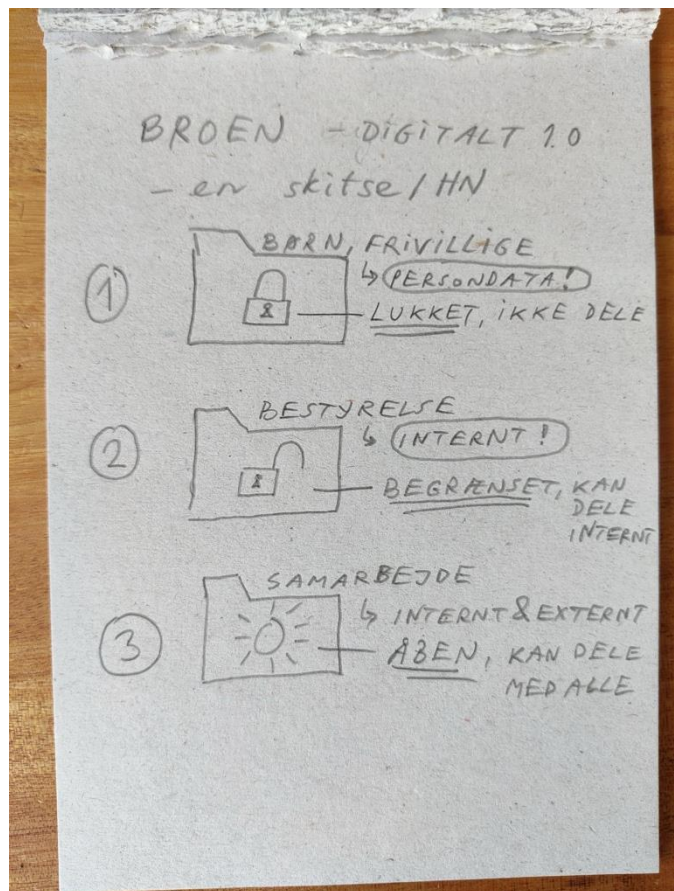 BROEN - DIGITALT 1.0
- en skitse / HN
1
BØRN, FRIVILLIGE
↳ PERSONDATA!
LUKKET, IKKE DELE
2
BESTYRELSE
↳ INTERNT!
BEGRÆNSET, KAN
DELE
INTERNT
3
SAMARBEJDE
↳ INTERNT & EXTERNT
ÅBEN, KAN DELE
MED ALLE